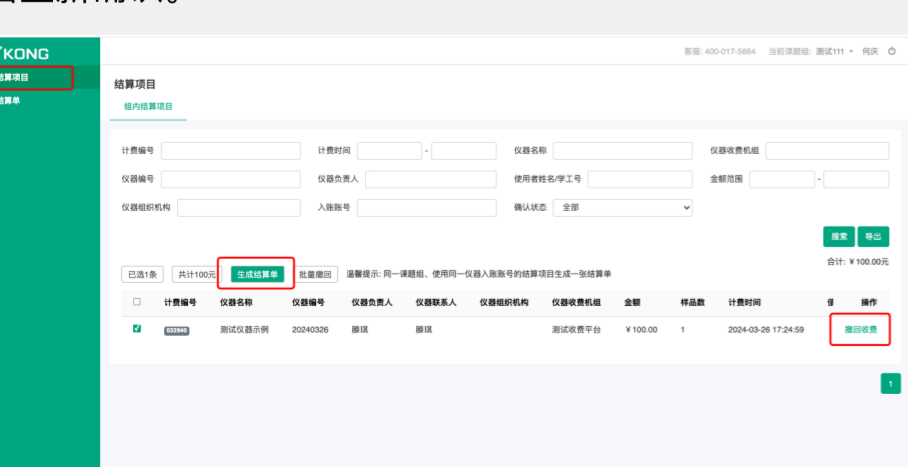 KONG
客服: 400-017-5664 当前课题组: 测试111 何庆
结算项目
结算单
结算项目
组内结算项目
计费编号 计费时间 - 仪器名称 仪器收费机组
仪器编号 仪器负责人 使用者姓名/学工号 金额范围 -
仪器组织机构 入账账号 确认状态 全部
搜索 导出
合计: ¥ 100.00元
已选1条 共计100元 生成结算单 批量撤回 温馨提示: 同一课题组、使用同一仪器入账账号的结算项目生成一张结算单
计费编号 仪器名称 仪器编号 仪器负责人 仪器联系人 仪器组织机构 仪器收费机组 金额 样品数 计费时间 操作
032940 测试仪器示例 20240326 滕琪 滕琪 测试收费平台 ¥ 100.00 1 2024-03-26 17:24:59 撤回收费
1